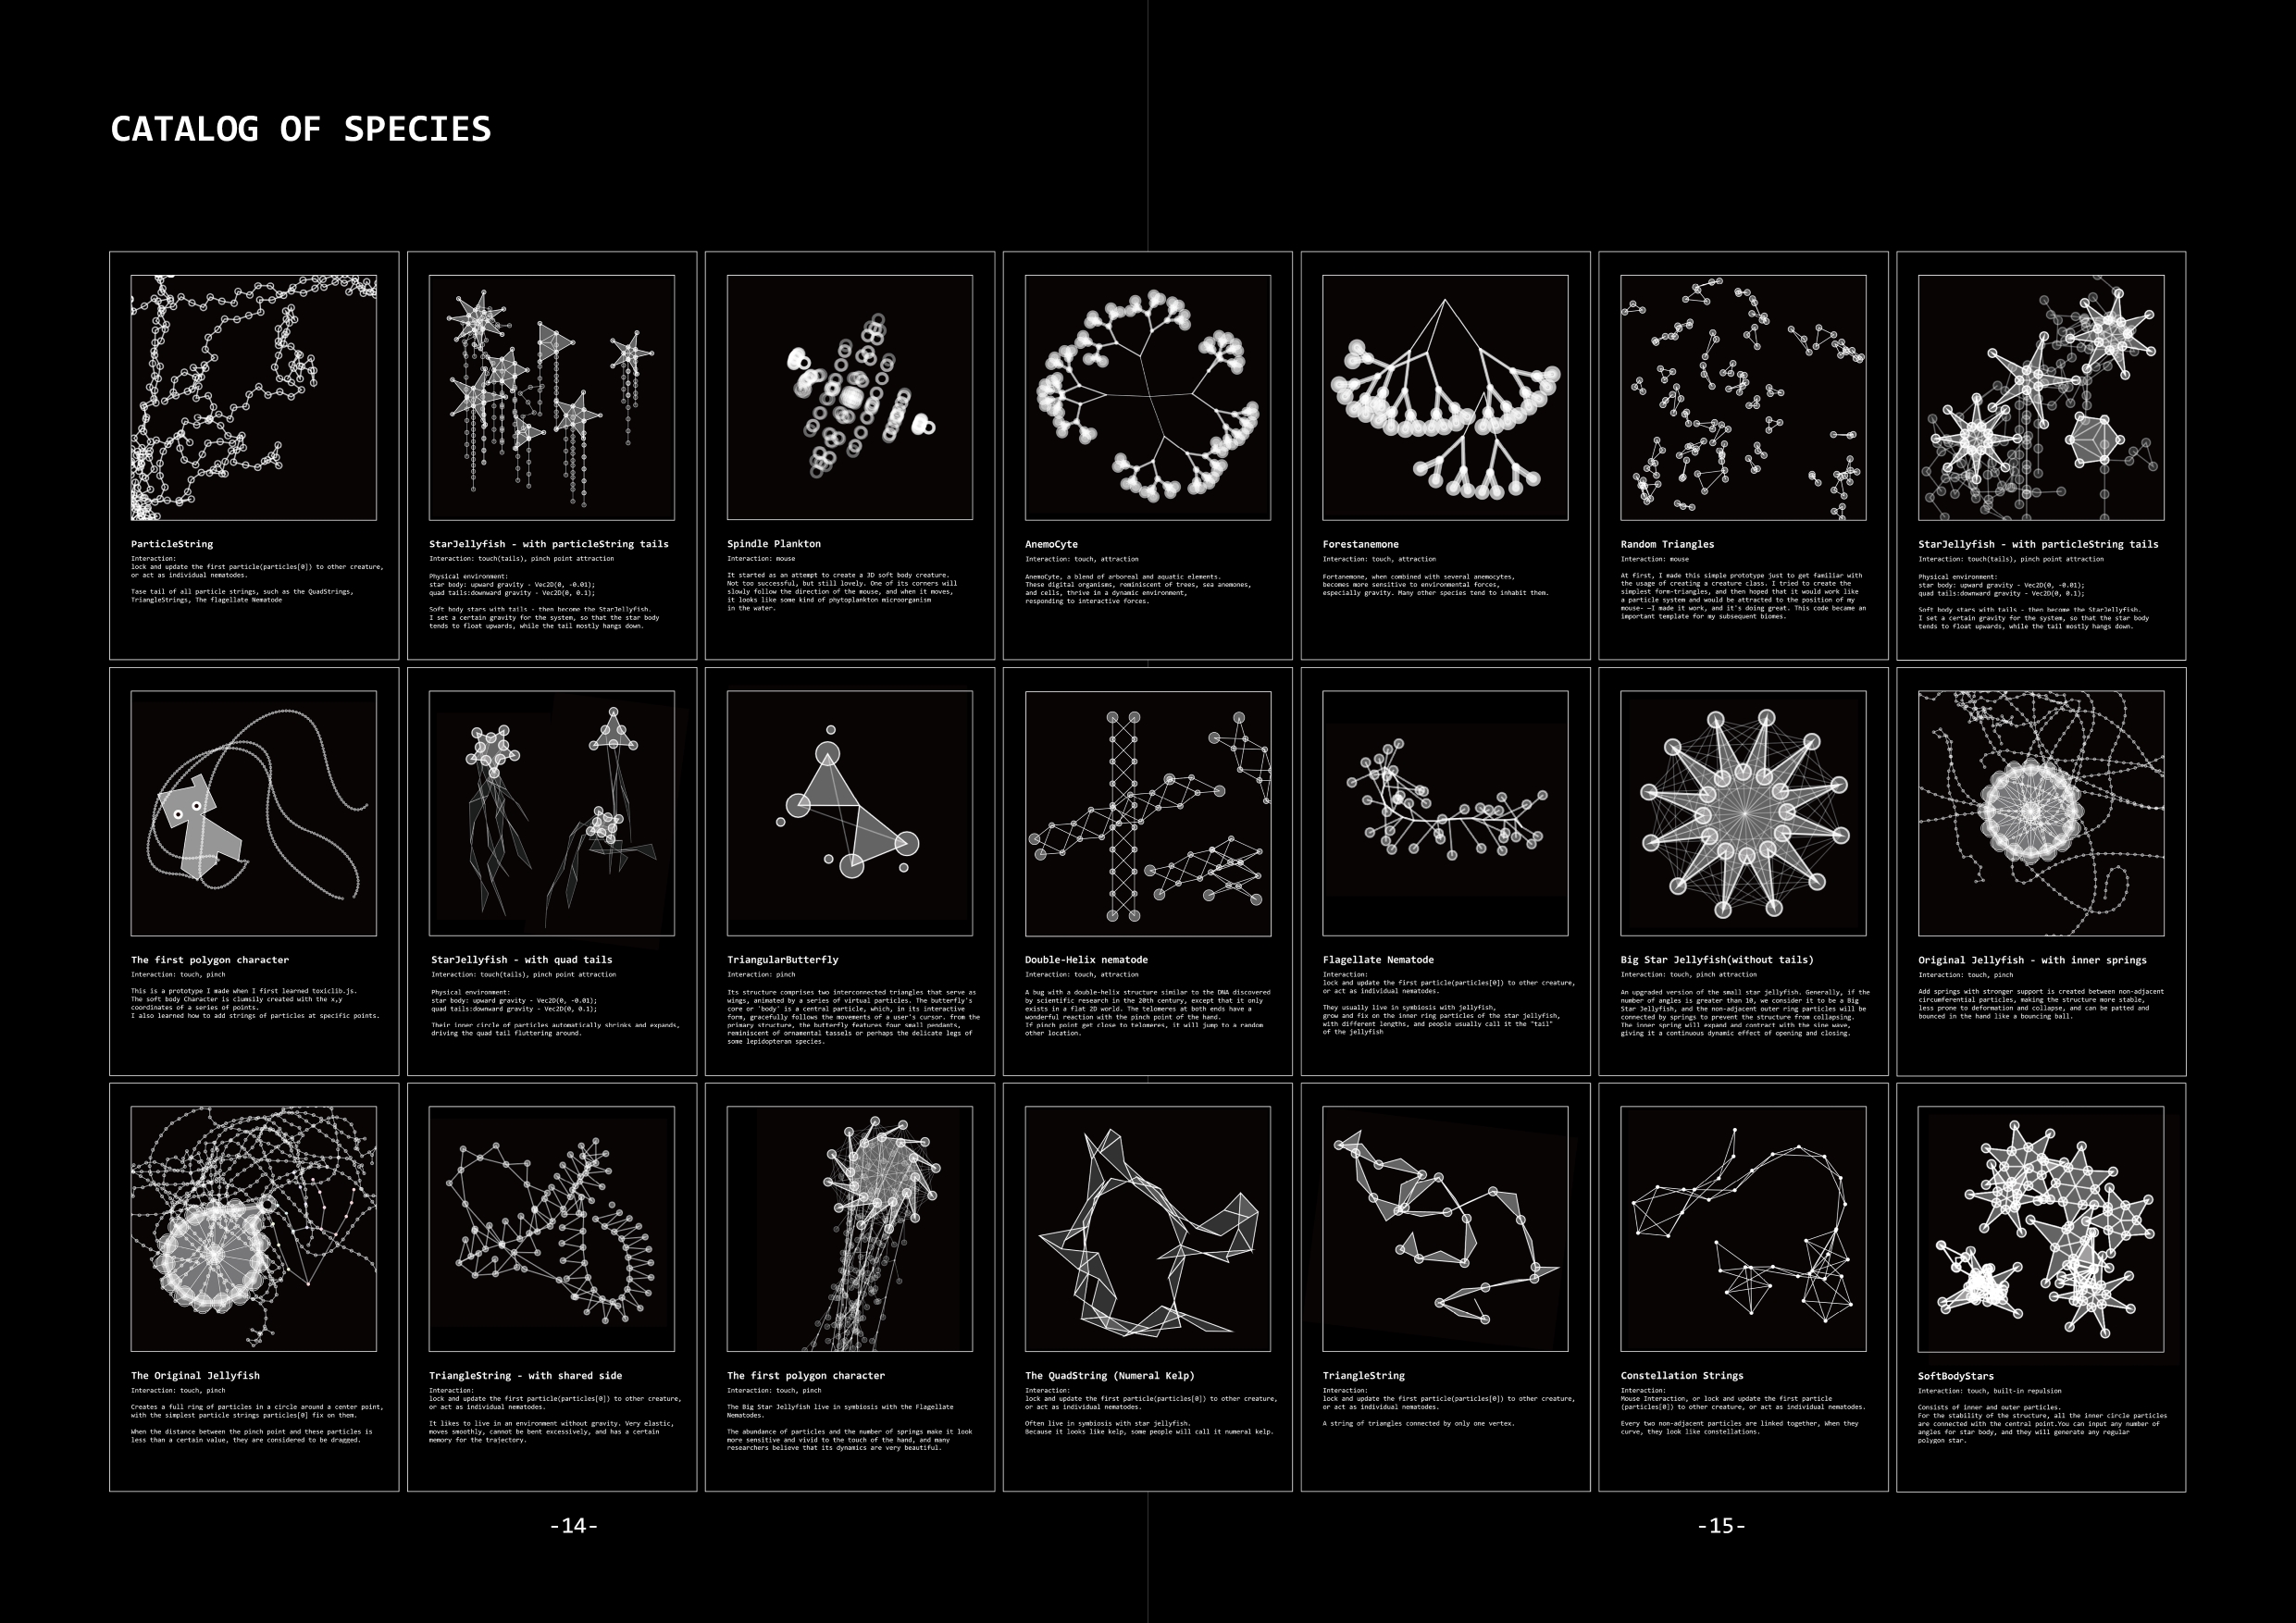 CATALOG OF SPECIES
ParticleString
Interaction:
lock and update the first particle(particles[0]) to other creature,
or act as individual nematodes.
Tase tail of all particle strings, such as the QuadStrings,
TriangleStrings, The flagellate Nematode
StarJellyfish - with particleString tails
Interaction: touch(tails), pinch point attraction
Physical environment:
star body: upward gravity - Vec2D(0, -0.01);
quad tails:downward gravity - Vec2D(0, 0.1);
Soft body stars with tails - then become the StarJellyfish.
I set a certain gravity for the system, so that the star body
tends to float upwards, while the tail mostly hangs down.
Spindle Plankton
Interaction: mouse
It started as an attempt to create a 3D soft body creature.
Not too successful, but still lovely. One of its corners will
slowly follow the direction of the mouse, and when it moves,
it looks like some kind of phytoplankton microorganism
in the water.
AnemoCyte
Interaction: touch, attraction
AnemoCyte, a blend of arboreal and aquatic elements.
These digital organisms, reminiscent of trees, sea anemones,
and cells, thrive in a dynamic environment,
responding to interactive forces.
Forestanemone
Interaction: touch, attraction
Fortanemone, when combined with several anemocytes,
becomes more sensitive to environmental forces,
especially gravity. Many other species tend to inhabit them.
Random Triangles
Interaction: mouse
At first, I made this simple prototype just to get familiar with
the usage of creating a creature class. I tried to create the
simplest form-triangles, and then hoped that it would work like
a particle system and would be attracted to the position of my
mouse- —I made it work, and it's doing great. This code became an
important template for my subsequent biomes.
StarJellyfish - with particleString tails
Interaction: touch(tails), pinch point attraction
Physical environment:
star body: upward gravity - Vec2D(0, -0.01);
quad tails:downward gravity - Vec2D(0, 0.1);
Soft body stars with tails - then become the StarJellyfish.
I set a certain gravity for the system, so that the star body
tends to float upwards, while the tail mostly hangs down.
The first polygon character
Interaction: touch, pinch
This is a prototype I made when I first learned toxiclib.js.
The soft body Character is clumsily created with the x,y
coordinates of a series of points.
I also learned how to add strings of particles at specific points.
StarJellyfish - with quad tails
Interaction: touch(tails), pinch point attraction
Physical environment:
star body: upward gravity - Vec2D(0, -0.01);
quad tails:downward gravity - Vec2D(0, 0.1);
Their inner circle of particles automatically shrinks and expands,
driving the quad tail fluttering around.
TriangularButterfly
Interaction: pinch
Its structure comprises two interconnected triangles that serve as
wings, animated by a series of virtual particles. The butterfly's
core or 'body' is a central particle, which, in its interactive
form, gracefully follows the movements of a user's cursor. from the
primary structure, the butterfly features four small pendants,
reminiscent of ornamental tassels or perhaps the delicate legs of
some lepidopteran species.
Double-Helix nematode
Interaction: touch, attraction
A bug with a double-helix structure similar to the DNA discovered
by scientific research in the 20th century, except that it only
exists in a flat 2D world. The telomeres at both ends have a
wonderful reaction with the pinch point of the hand.
If pinch point get close to telomeres, it will jump to a random
other location.
Flagellate Nematode
Interaction:
lock and update the first particle(particles[0]) to other creature,
or act as individual nematodes.
They usually live in symbiosis with jellyfish,
grow and fix on the inner ring particles of the star jellyfish,
with different lengths, and people usually call it the "tail"
of the jellyfish
Big Star Jellyfish(without tails)
Interaction: touch, pinch attraction
An upgraded version of the small star jellyfish. Generally, if the
number of angles is greater than 10, we consider it to be a Big
Star Jellyfish, and the non-adjacent outer ring particles will be
connected by springs to prevent the structure from collapsing.
The inner spring will expand and contract with the sine wave,
giving it a continuous dynamic effect of opening and closing.
Original Jellyfish - with inner springs
Interaction: touch, pinch
Add springs with stronger support is created between non-adjacent
circumferential particles, making the structure more stable,
less prone to deformation and collapse, and can be patted and
bounced in the hand like a bouncing ball.
The Original Jellyfish
Interaction: touch, pinch
Creates a full ring of particles in a circle around a center point,
with the simplest particle strings particles[0] fix on them.
When the distance between the pinch point and these particles is
less than a certain value, they are considered to be dragged.
TriangleString - with shared side
Interaction:
lock and update the first particle(particles[0]) to other creature,
or act as individual nematodes.
It likes to live in an environment without gravity. Very elastic,
moves smoothly, cannot be bent excessively, and has a certain
memory for the trajectory.
The first polygon character
Interaction: touch, pinch
The Big Star Jellyfish live in symbiosis with the Flagellate
Nematodes.
The abundance of particles and the number of springs make it look
more sensitive and vivid to the touch of the hand, and many
researchers believe that its dynamics are very beautiful.
The QuadString (Numeral Kelp)
Interaction:
lock and update the first particle(particles[0]) to other creature,
or act as individual nematodes.
Often live in symbiosis with star jellyfish.
Because it looks like kelp, some people will call it numeral kelp.
TriangleString
Interaction:
lock and update the first particle(particles[0]) to other creature,
or act as individual nematodes.
A string of triangles connected by only one vertex.
Constellation Strings
Interaction:
Mouse Interaction, or lock and update the first particle
(particles[0]) to other creature, or act as individual nematodes.
Every two non-adjacent particles are linked together, When they
curve, they look like constellations.
SoftBodyStars
Interaction: touch, built-in repulsion
Consists of inner and outer particles.
For the stability of the structure, all the inner circle particles
are connected with the central point.You can input any number of
angles for star body, and they will generate any regular
polygon star.
-14-
-15-